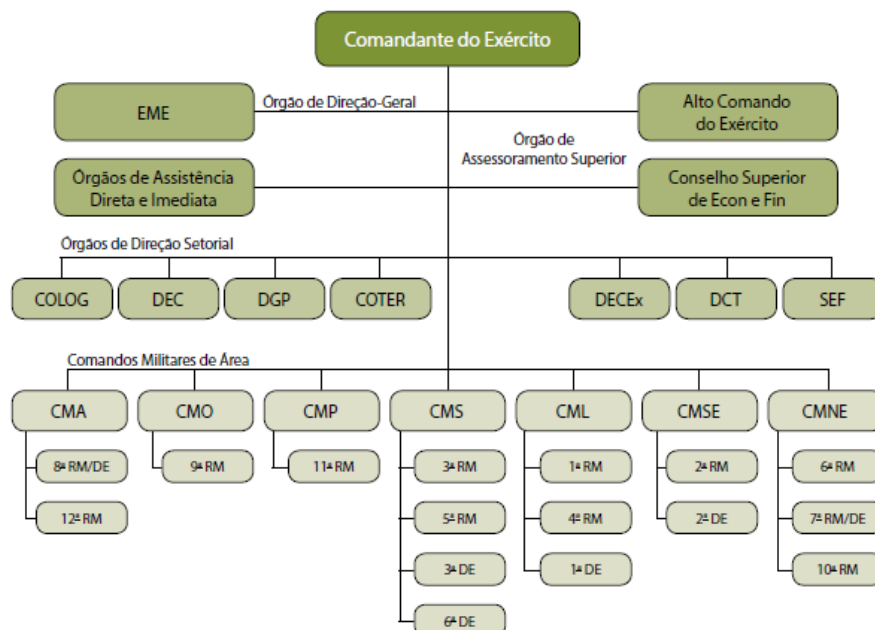 Comandante do Exército
EME
Órgão de Direção-Geral
Alto Comando
do Exército
Órgão de
Assessoramento Superior
Órgãos de Assistência
Direta e Imediata
Conselho Superior
de Econ e Fin
Órgãos de Direção Setorial
COLOG
DEC
DGP
COTER
DECEx
DCT
SEF
Comandos Militares de Área
CMA
CMO
CMP
CMS
CML
CMSE
CMNE
8ª RM/DE
9ª RM
11ª RM
3ª RM
1ª RM
2ª RM
6ª RM
12ª RM
5ª RM
4ª RM
2ª DE
7ª RM/DE
3ª DE
1ª DE
10ª RM
6ª DE